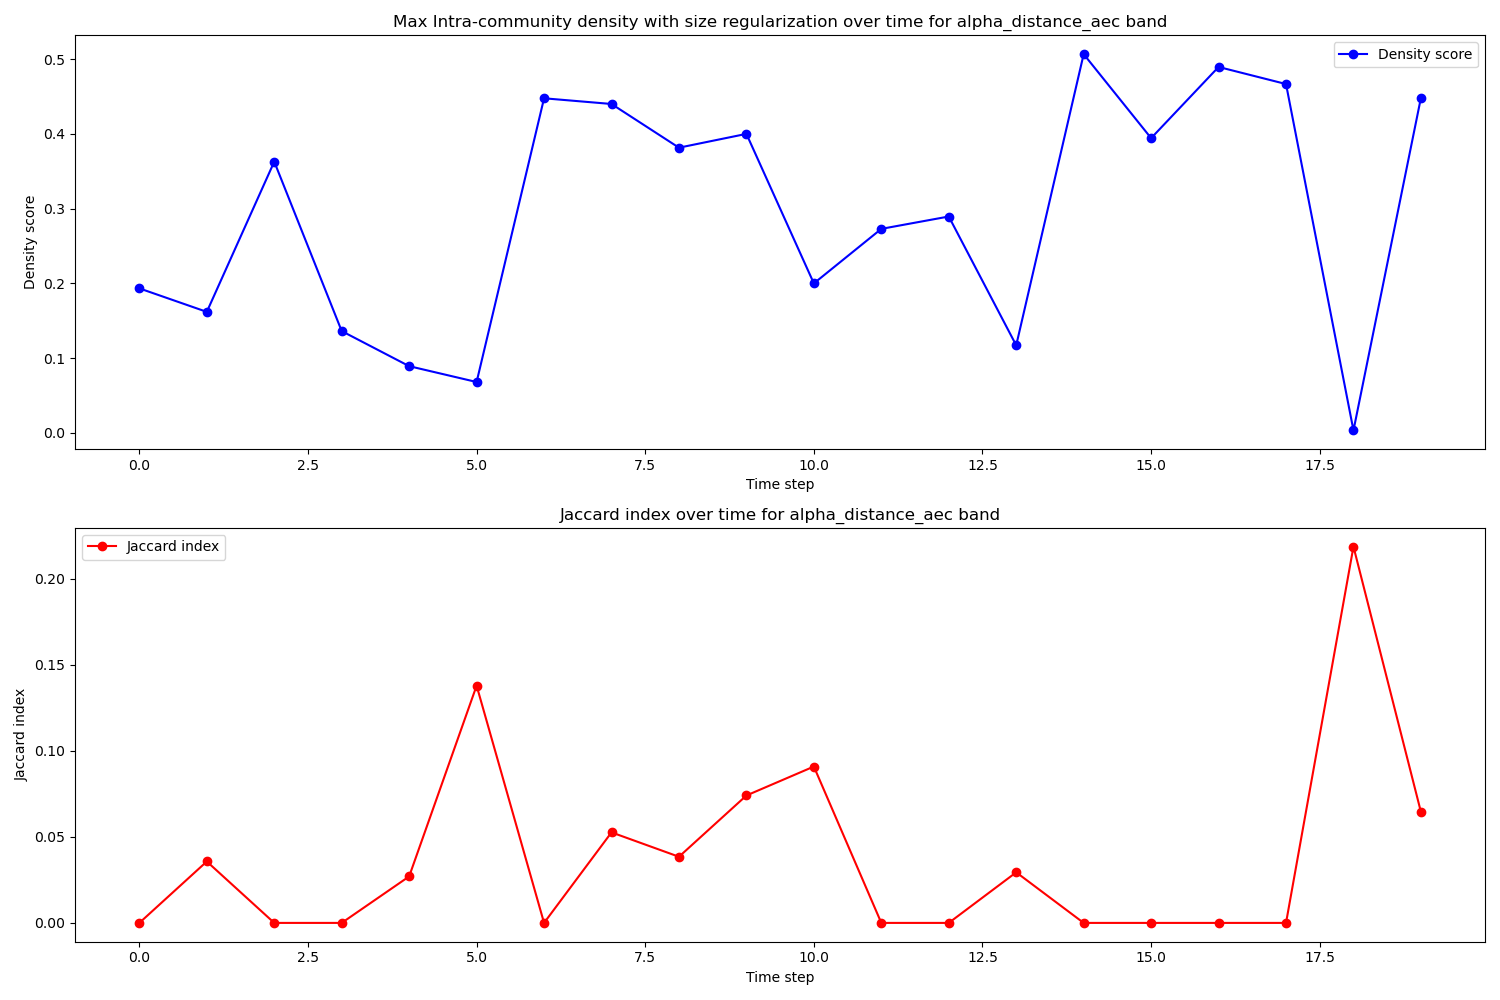 Max Intra-community density with size regularization over time for alpha_distance_aec band
Density score
Density score
0.5
0.4
0.3
0.2
0.1
0.0
0.0 2.5 5.0 7.5 10.0 12.5 15.0 17.5
Time step
Jaccard index over time for alpha_distance_aec band
Jaccard index
Jaccard index
0.20
0.15
0.10
0.05
0.00
0.0 2.5 5.0 7.5 10.0 12.5 15.0 17.5
Time step